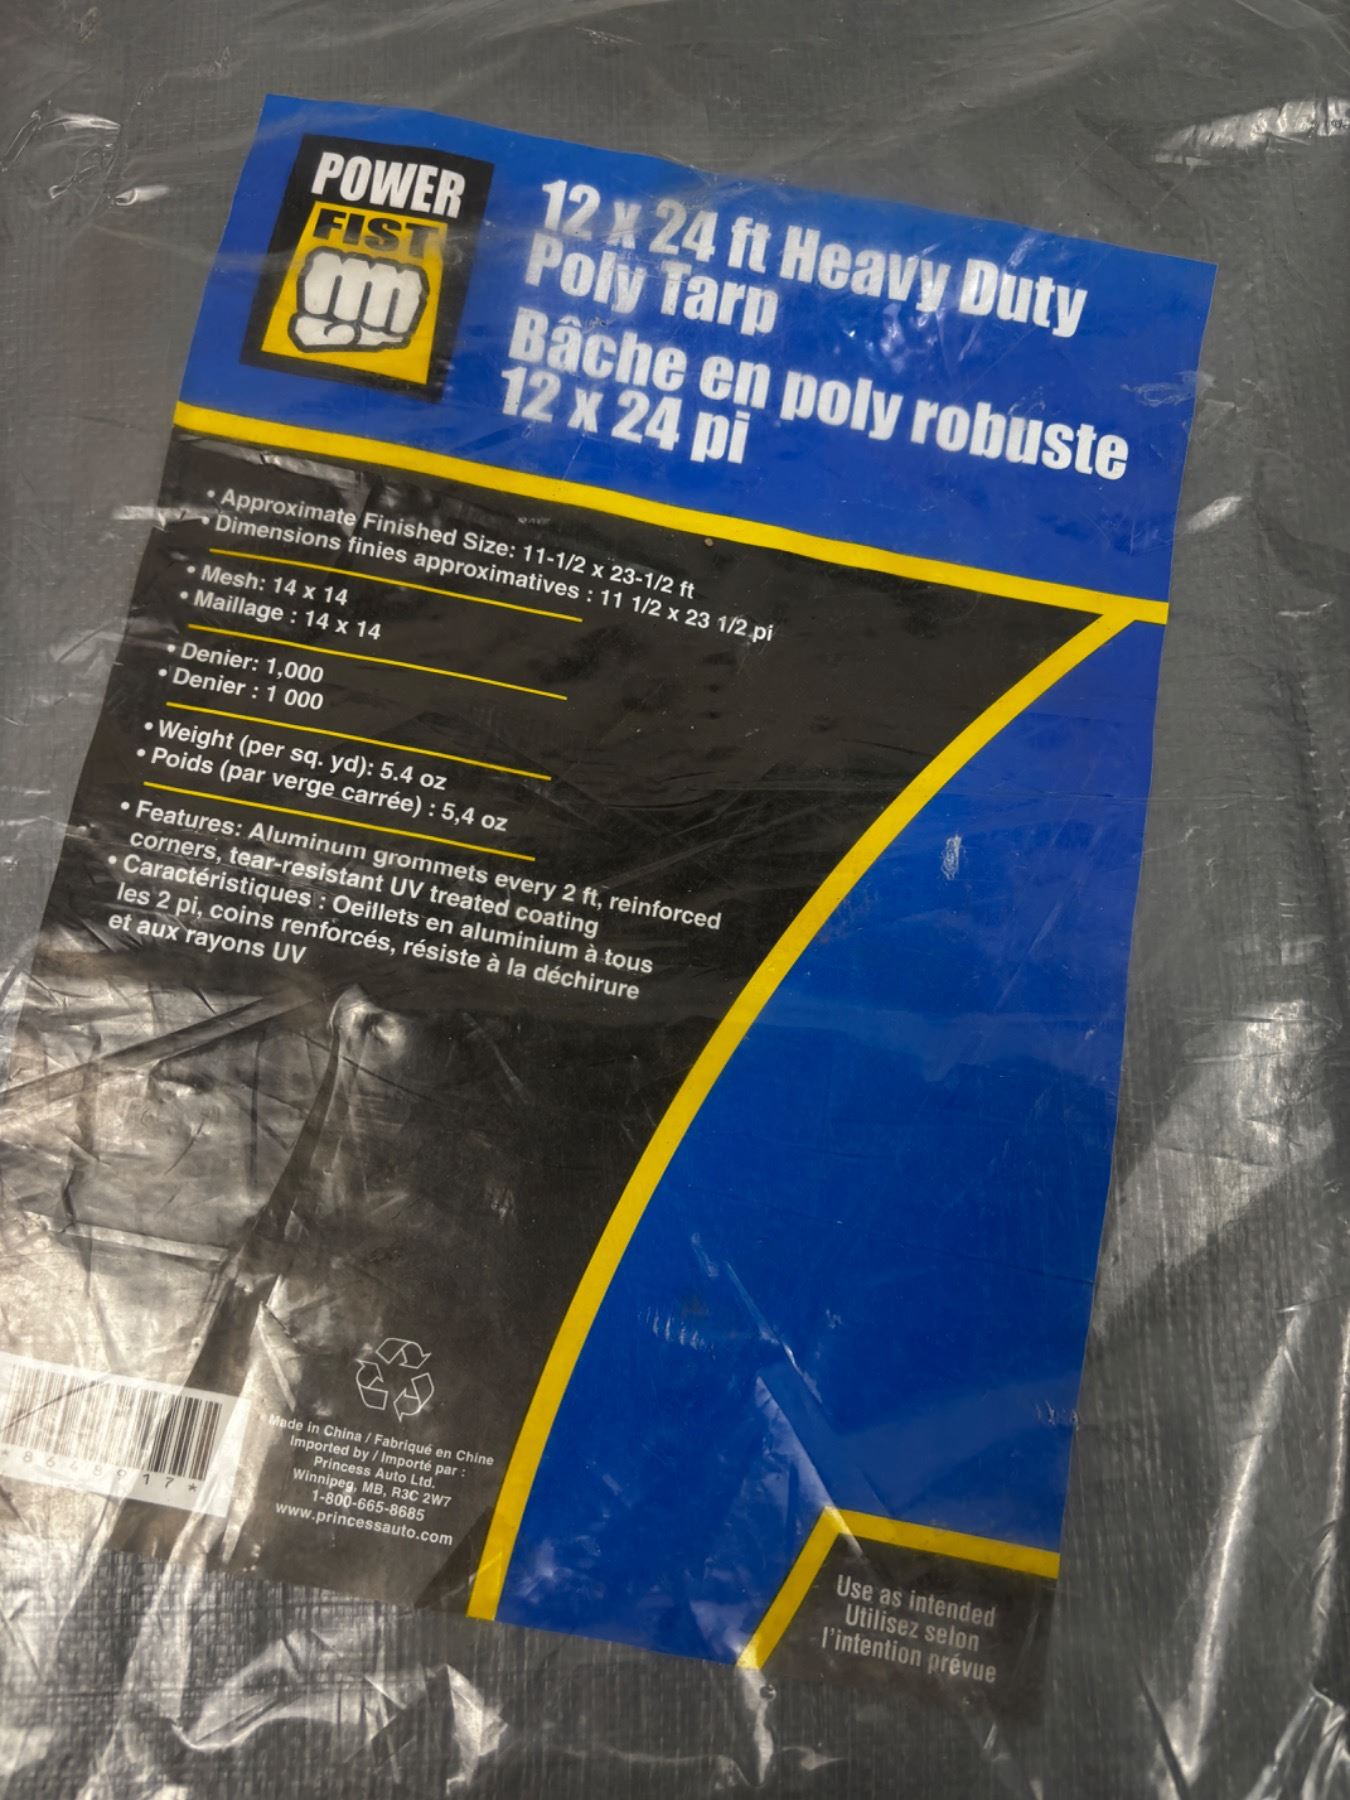 POWER
FIST
12 x 24 ft Heavy Duty
Poly Tarp
Bâche en poly robuste
12 x 24 pi
• Approximate Finished Size: 11-1/2 x 23-1/2 ft
• Dimensions finies approximatives : 11 1/2 x 23 1/2 pi
• Mesh: 14 x 14
• Maillage : 14 x 14
• Denier: 1,000
• Denier : 1 000
• Weight (per sq. yd): 5.4 oz
• Poids (par verge carrée) : 5,4 oz
• Features: Aluminum grommets every 2 ft, reinforced
corners, tear-resistant UV treated coating
• Caractéristiques : Oeillets en aluminium à tous
les 2 pi, coins renforcés, résiste à la déchirure
et aux rayons UV
Made in China / Fabriqué en Chine
Imported by / Importé par :
Princess Auto Ltd.
Winnipeg, MB, R3C 2W7
1-800-665-8685
www.princessauto.com
Use as intended
Utilisez selon
l'intention prévue